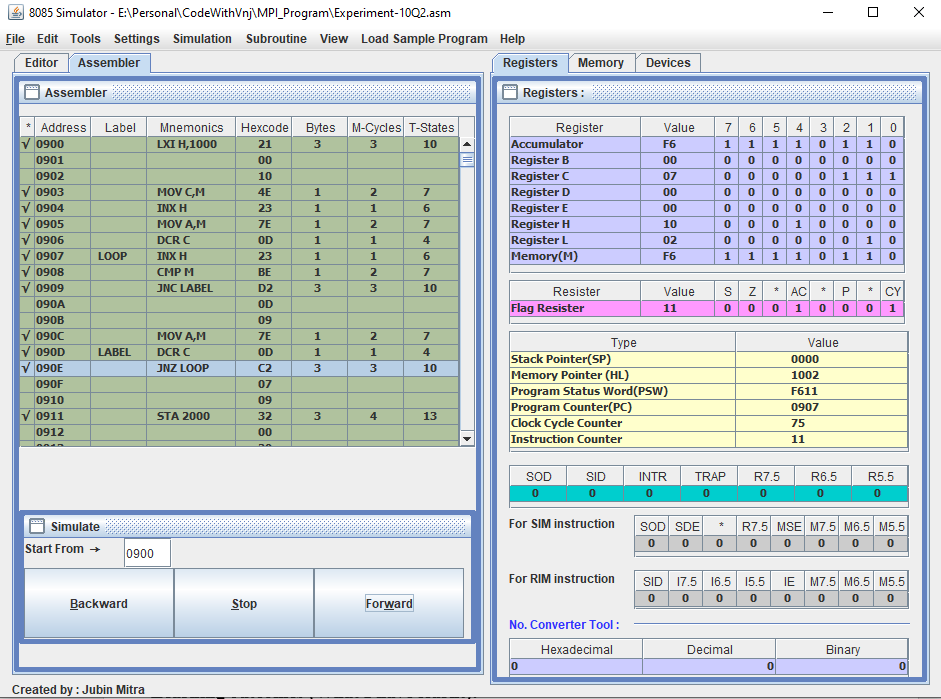 8085 Simulator - E:\Personal\CodeWithVnj\MPI_Program\Experiment-10Q2.asm
File Edit Tools Settings Simulation Subroutine View Load Sample Program Help
Editor Assembler
Assembler
* Address Label Mnemonics Hexcode Bytes M-Cycles T-States
√ 0900 LXI H,1000 21 3 3 10
0901 00
0902 10
√ 0903 MOV C,M 4E 1 2 7
√ 0904 INX H 23 1 1 6
√ 0905 MOV A,M 7E 1 2 7
√ 0906 DCR C 0D 1 1 4
√ 0907 LOOP INX H 23 1 1 6
√ 0908 CMP M BE 1 2 7
√ 0909 JNC LABEL D2 3 3 10
090A 0D
090B 09
√ 090C MOV A,M 7E 1 2 7
√ 090D LABEL DCR C 0D 1 1 4
√ 090E JNZ LOOP C2 3 3 10
090F 07
0910 09
√ 0911 STA 2000 32 3 4 13
0912 00
Simulate
Start From → 0900
Backward Stop Forward
Created by : Jubin Mitra
Registers Memory Devices
Registers :
Register Value 7 6 5 4 3 2 1 0
Accumulator F6 1 1 1 1 0 1 1 0
Register B 00 0 0 0 0 0 0 0 0
Register C 07 0 0 0 0 0 1 1 1
Register D 00 0 0 0 0 0 0 0 0
Register E 00 0 0 0 0 0 0 0 0
Register H 10 0 0 0 1 0 0 0 0
Register L 02 0 0 0 0 0 0 1 0
Memory(M) F6 1 1 1 1 0 1 1 0
Resister Value S Z * AC * P * CY
Flag Resister 11 0 0 0 1 0 0 0 1
Type Value
Stack Pointer(SP) 0000
Memory Pointer (HL) 1002
Program Status Word(PSW) F611
Program Counter(PC) 0907
Clock Cycle Counter 75
Instruction Counter 11
SOD SID INTR TRAP R7.5 R6.5 R5.5
0 0 0 0 0 0 0
For SIM instruction
SOD SDE * R7.5 MSE M7.5 M6.5 M5.5
0 0 0 0 0 0 0 0
For RIM instruction
SID I7.5 I6.5 I5.5 IE M7.5 M6.5 M5.5
0 0 0 0 0 0 0 0
No. Converter Tool :
Hexadecimal Decimal Binary
0 0 0